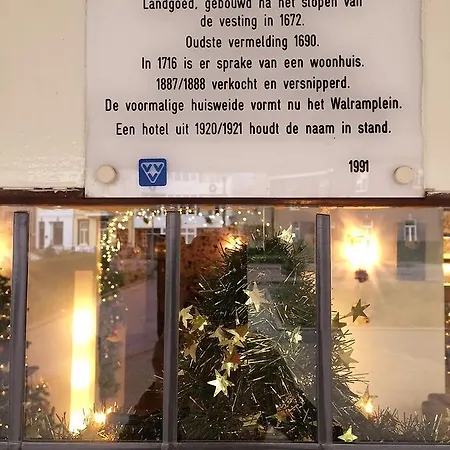 Landgoed, gebouwd na het slopen van
de vesting in 1672.
Oudste vermelding 1690.
In 1716 is er sprake van een woonhuis.
1887/1888 verkocht en versnipperd.
De voormalige huisweide vormt nu het Walramplein.
Een hotel uit 1920/1921 houdt de naam in stand.
1991